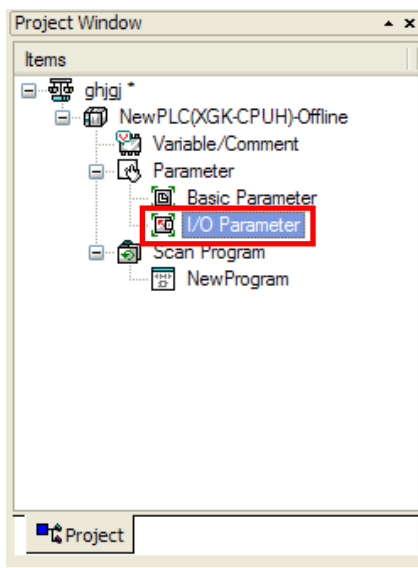 Project Window
Items
ghjgj *
NewPLC(XGK-CPUH)-Offline
Variable/Comment
Parameter
Basic Parameter
I/O Parameter
Scan Program
NewProgram
Project